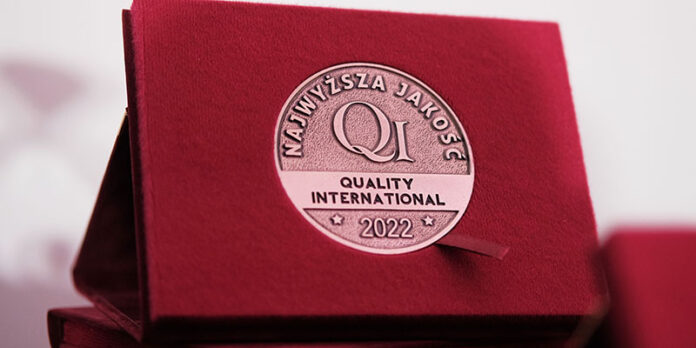 NAJWYŻSZA JAKOŚĆ
QI
QUALITY
INTERNATIONAL
2022